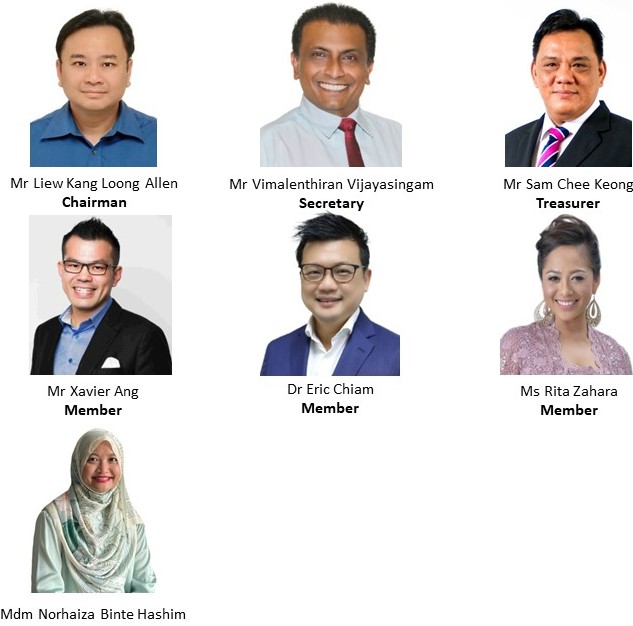 Mr Liew Kang Loong Allen
Chairman
Mr Vimalenthiran Vijayasingam
Secretary
Mr Sam Chee Keong
Treasurer
Mr Xavier Ang
Member
Dr Eric Chiam
Member
Ms Rita Zahara
Member
Mdm Norhaiza Binte Hashim